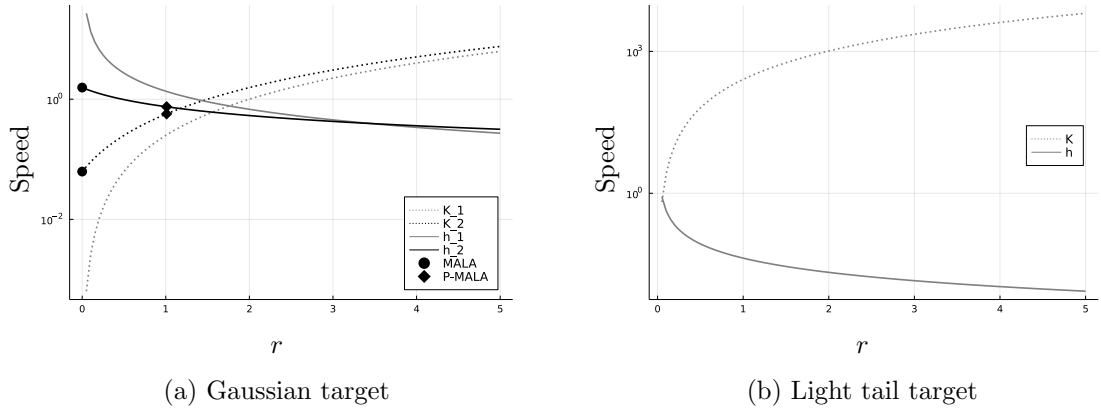 Speed
10^0
10^-2
0 1 2 3 4 5
r
K_1
K_2
h_1
h_2
MALA
P-MALA
(a) Gaussian target
Speed
10^3
10^0
0 1 2 3 4 5
r
K
h
(b) Light tail target